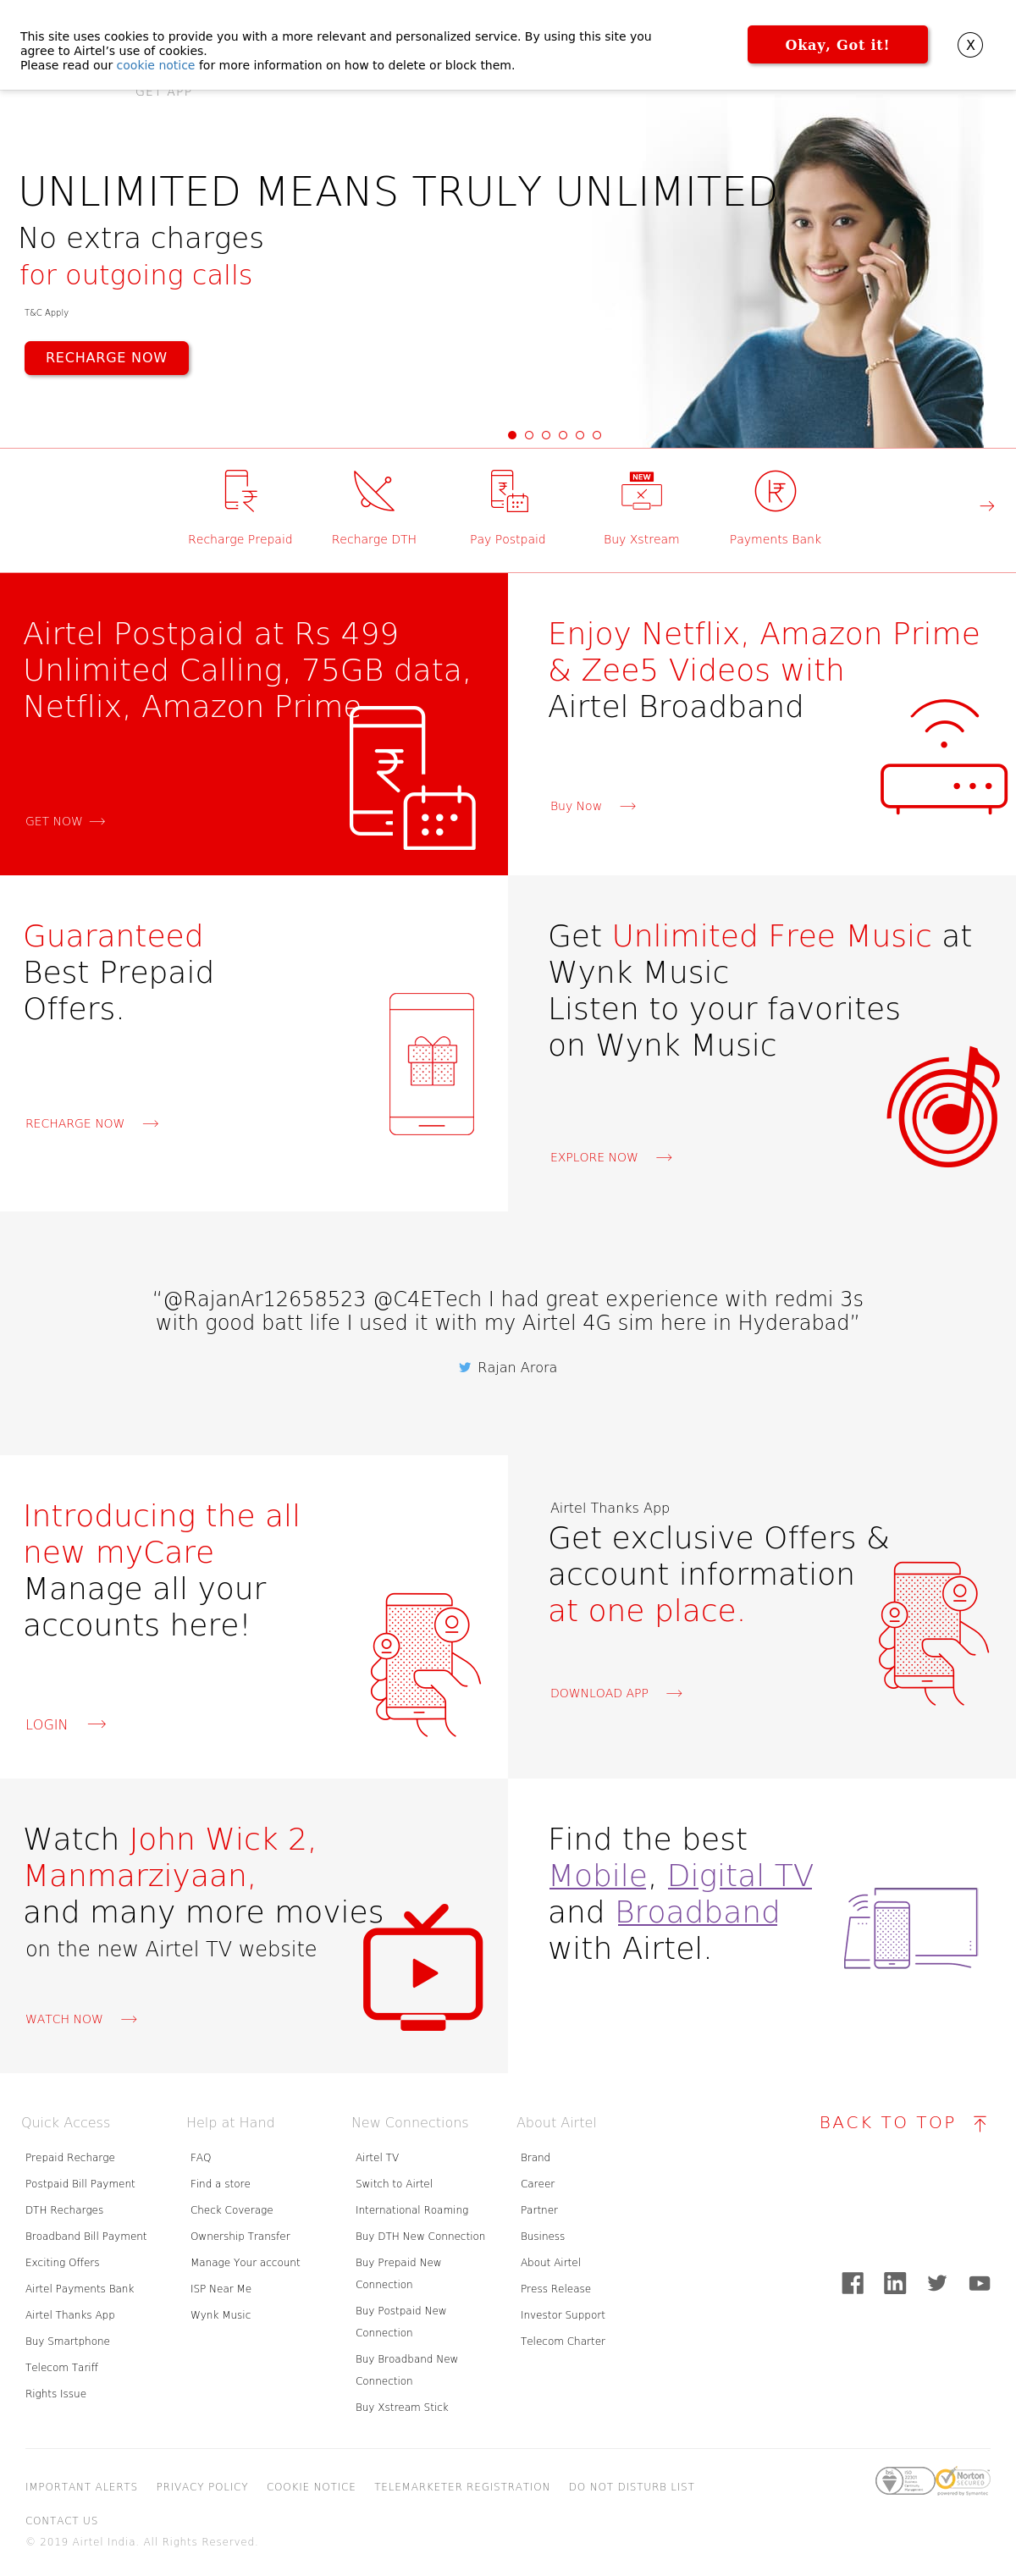 This site uses cookies to provide you with a more relevant and personalized service. By using this site you
agree to Airtel’s use of cookies.
Please read our cookie notice for more information on how to delete or block them.
Okay, Got it!
X
GET APP
UNLIMITED MEANS TRULY UNLIMITED
No extra charges
for outgoing calls
T&C Apply
RECHARGE NOW
NEW
Recharge Prepaid
Recharge DTH
Pay Postpaid
Buy Xstream
Payments Bank
Airtel Postpaid at Rs 499
Unlimited Calling, 75GB data,
Netflix, Amazon Prime
GET NOW
Enjoy Netflix, Amazon Prime
& Zee5 Videos with
Airtel Broadband
Buy Now
Guaranteed
Best Prepaid
Offers.
RECHARGE NOW
Get Unlimited Free Music at
Wynk Music
Listen to your favorites
on Wynk Music
EXPLORE NOW
“@RajanAr12658523 @C4ETech I had great experience with redmi 3s
with good batt life I used it with my Airtel 4G sim here in Hyderabad”
Rajan Arora
Introducing the all
new myCare
Manage all your
accounts here!
LOGIN
Airtel Thanks App
Get exclusive Offers &
account information
at one place.
DOWNLOAD APP
Watch John Wick 2,
Manmarziyaan,
and many more movies
on the new Airtel TV website
WATCH NOW
Find the best
Mobile, Digital TV
and Broadband
with Airtel.
Quick Access
Prepaid Recharge
Postpaid Bill Payment
DTH Recharges
Broadband Bill Payment
Exciting Offers
Airtel Payments Bank
Airtel Thanks App
Buy Smartphone
Telecom Tariff
Rights Issue
Help at Hand
FAQ
Find a store
Check Coverage
Ownership Transfer
Manage Your account
ISP Near Me
Wynk Music
New Connections
Airtel TV
Switch to Airtel
International Roaming
Buy DTH New Connection
Buy Prepaid New
Connection
Buy Postpaid New
Connection
Buy Broadband New
Connection
Buy Xstream Stick
About Airtel
Brand
Career
Partner
Business
About Airtel
Press Release
Investor Support
Telecom Charter
BACK TO TOP
IMPORTANT ALERTS
PRIVACY POLICY
COOKIE NOTICE
TELEMARKETER REGISTRATION
DO NOT DISTURB LIST
CONTACT US
Norton
SECURED
powered by Symantec
© 2019 Airtel India. All Rights Reserved.